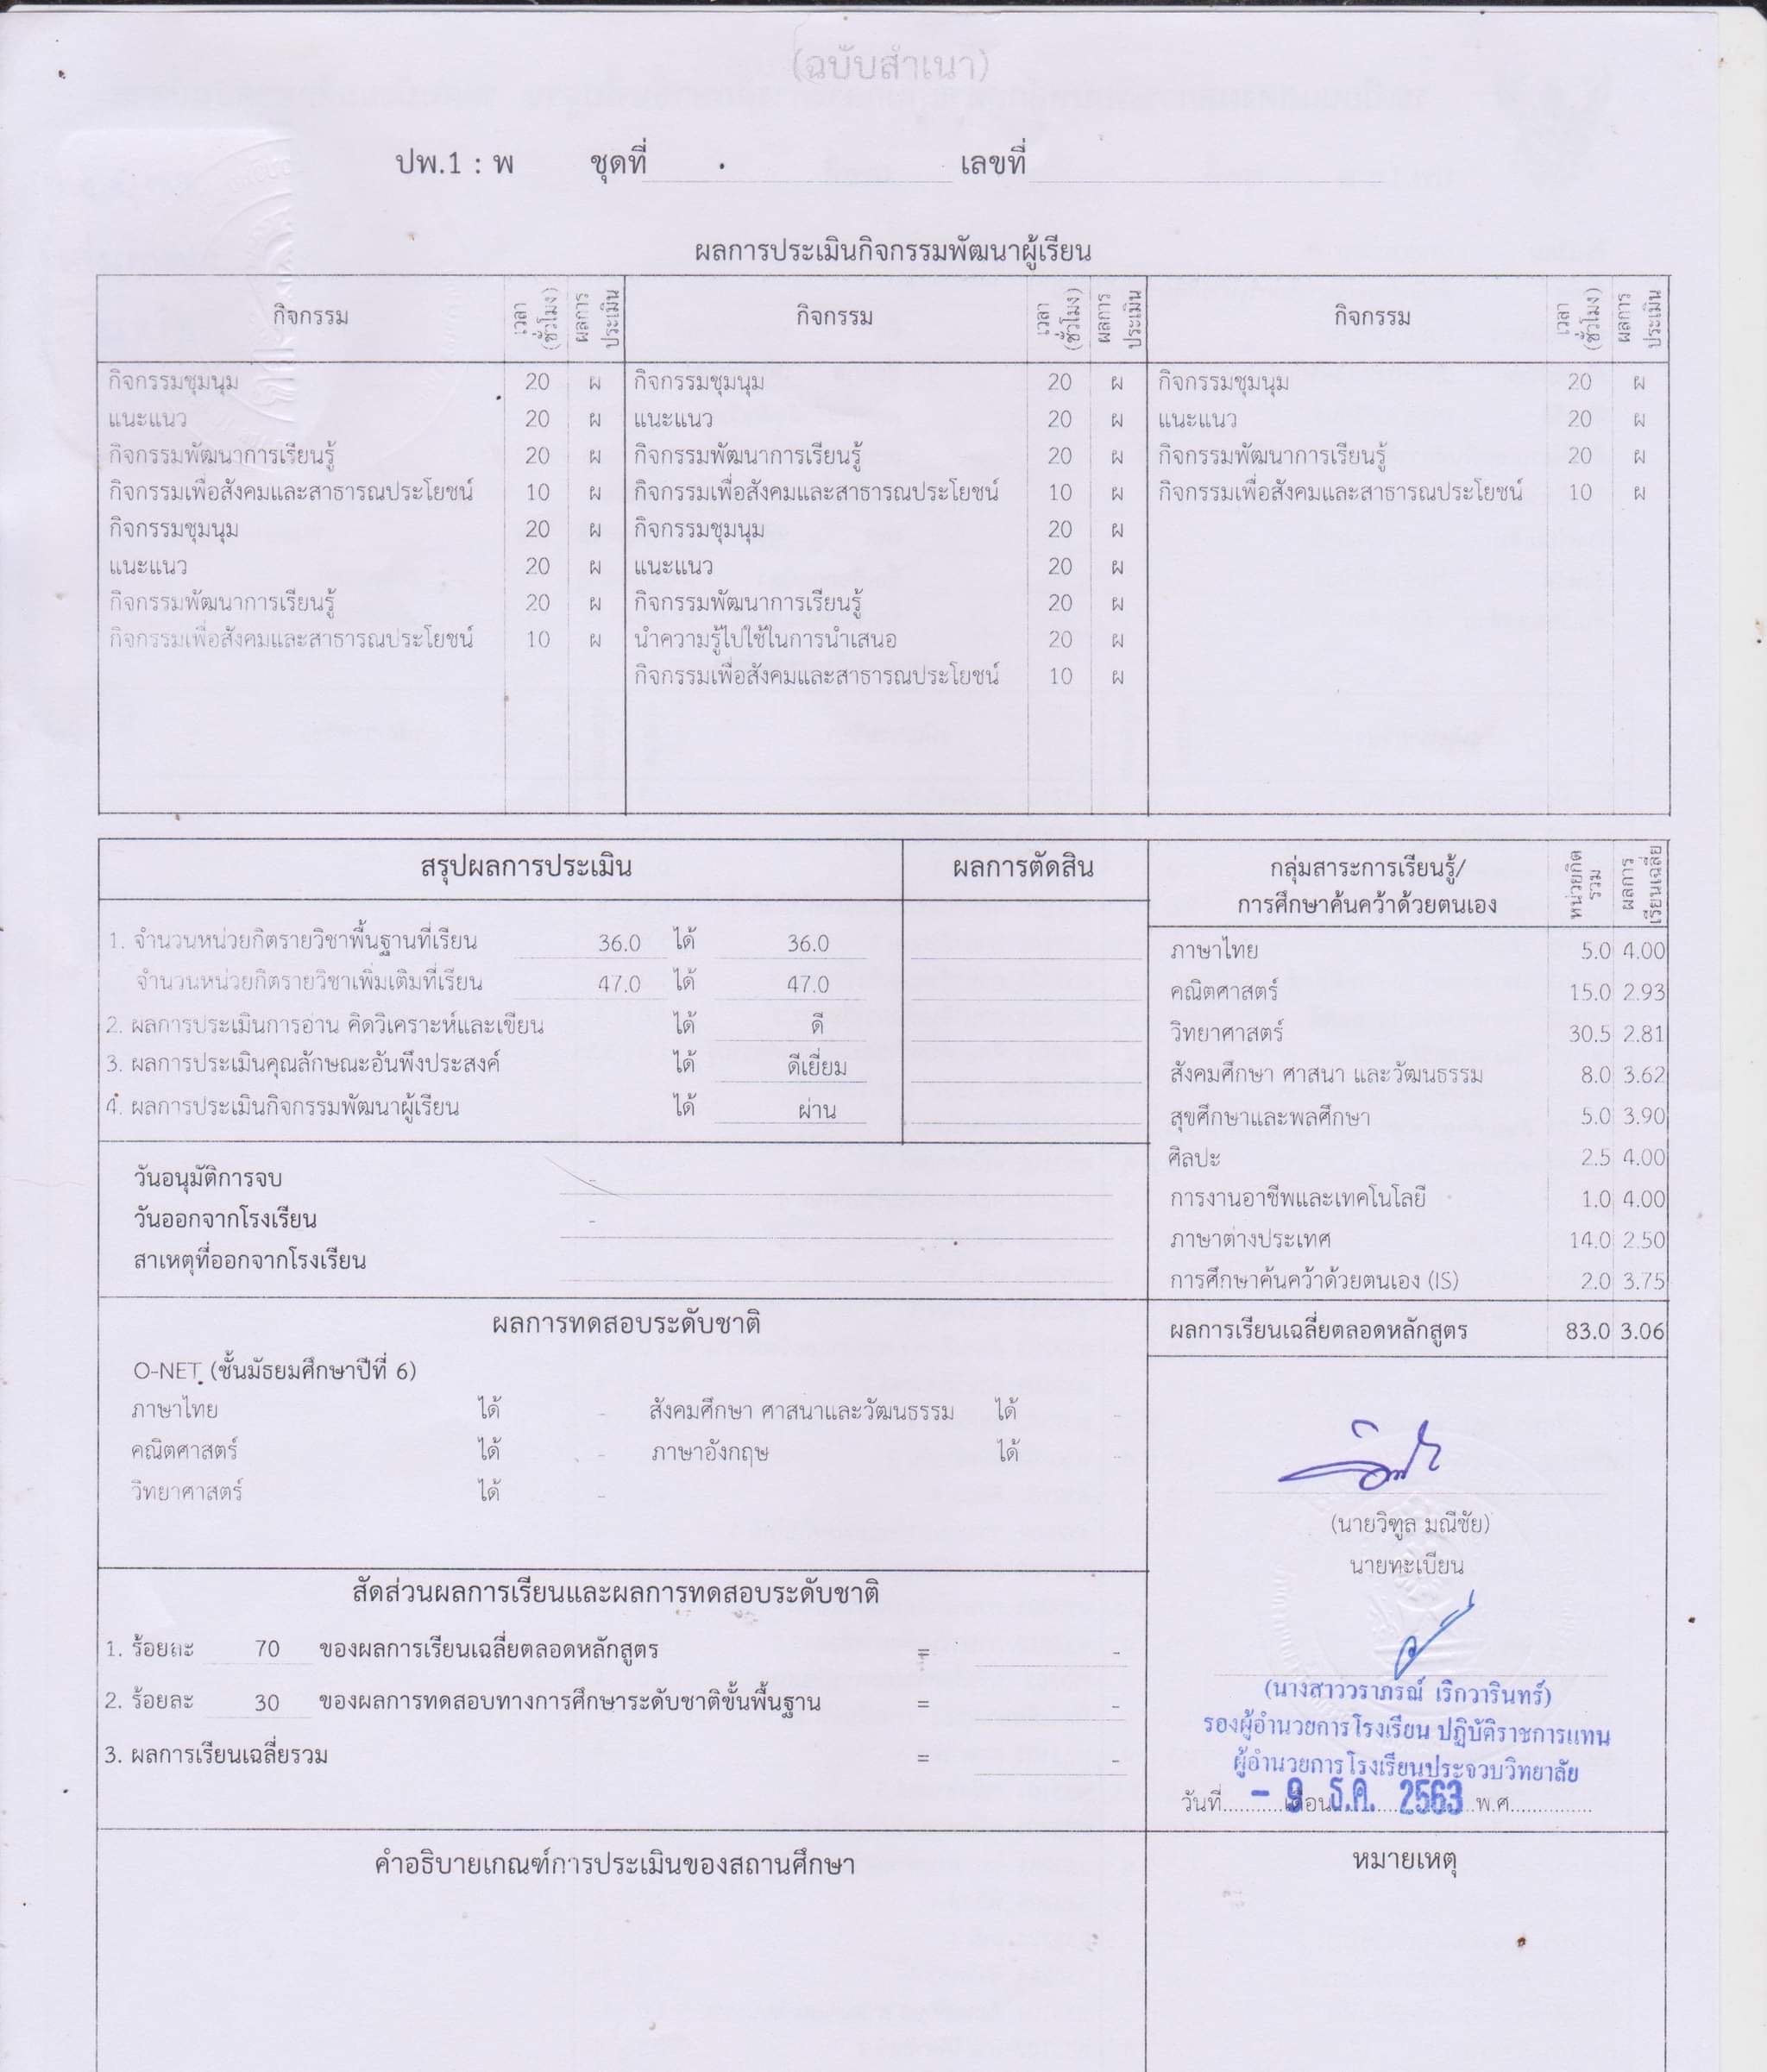 (ฉบับสำเนา)
ปพ.1 : พ ชุดที่ เลขที่
ผลการประเมินกิจกรรมพัฒนาผู้เรียน
กิจกรรม เวลา (ชั่วโมง) ผลการประเมิน กิจกรรม เวลา (ชั่วโมง) ผลการประเมิน กิจกรรม เวลา (ชั่วโมง) ผลการประเมิน
กิจกรรมชุมนุม 20 ผ กิจกรรมชุมนุม 20 ผ กิจกรรมชุมนุม 20 ผ
แนะแนว 20 ผ แนะแนว 20 ผ แนะแนว 20 ผ
กิจกรรมพัฒนาการเรียนรู้ 20 ผ กิจกรรมพัฒนาการเรียนรู้ 20 ผ กิจกรรมพัฒนาการเรียนรู้ 20 ผ
กิจกรรมเพื่อสังคมและสาธารณประโยชน์ 10 ผ กิจกรรมเพื่อสังคมและสาธารณประโยชน์ 10 ผ กิจกรรมเพื่อสังคมและสาธารณประโยชน์ 10 ผ
กิจกรรมชุมนุม 20 ผ กิจกรรมชุมนุม 20 ผ
แนะแนว 20 ผ แนะแนว 20 ผ
กิจกรรมพัฒนาการเรียนรู้ 20 ผ กิจกรรมพัฒนาการเรียนรู้ 20 ผ
กิจกรรมเพื่อสังคมและสาธารณประโยชน์ 10 ผ นำความรู้ไปใช้ในการนำเสนอ 20 ผ
กิจกรรมเพื่อสังคมและสาธารณประโยชน์ 10 ผ
สรุปผลการประเมิน ผลการตัดสิน
1. จำนวนหน่วยกิตรายวิชาพื้นฐานที่เรียน 36.0 ได้ 36.0
จำนวนหน่วยกิตรายวิชาเพิ่มเติมที่เรียน 47.0 ได้ 47.0
2. ผลการประเมินการอ่าน คิดวิเคราะห์และเขียน ได้ ดี
3. ผลการประเมินคุณลักษณะอันพึงประสงค์ ได้ ดีเยี่ยม
4. ผลการประเมินกิจกรรมพัฒนาผู้เรียน ได้ ผ่าน
วันอนุมัติการจบ -
วันออกจากโรงเรียน -
สาเหตุที่ออกจากโรงเรียน
ผลการทดสอบระดับชาติ
O-NET (ชั้นมัธยมศึกษาปีที่ 6)
ภาษาไทย ได้ - สังคมศึกษา ศาสนาและวัฒนธรรม ได้ -
คณิตศาสตร์ ได้ - ภาษาอังกฤษ ได้ -
วิทยาศาสตร์ ได้ -
สัดส่วนผลการเรียนและผลการทดสอบระดับชาติ
1. ร้อยละ 70 ของผลการเรียนเฉลี่ยตลอดหลักสูตร = -
2. ร้อยละ 30 ของผลการทดสอบทางการศึกษาระดับชาติขั้นพื้นฐาน = -
3. ผลการเรียนเฉลี่ยรวม = -
กลุ่มสาระการเรียนรู้/ หน่วยกิตรวม ผลการเรียนเฉลี่ย
การศึกษาค้นคว้าด้วยตนเอง
ภาษาไทย 5.0 4.00
คณิตศาสตร์ 15.0 2.93
วิทยาศาสตร์ 30.5 2.81
สังคมศึกษา ศาสนา และวัฒนธรรม 8.0 3.62
สุขศึกษาและพลศึกษา 5.0 3.90
ศิลปะ 2.5 4.00
การงานอาชีพและเทคโนโลยี 1.0 4.00
ภาษาต่างประเทศ 14.0 2.50
การศึกษาค้นคว้าด้วยตนเอง (IS) 2.0 3.75
ผลการเรียนเฉลี่ยตลอดหลักสูตร 83.0 3.06
(นายวิฑูล มณีชัย)
นายทะเบียน
(นางสาววราภรณ์ เริกวารินทร์)
รองผู้อำนวยการโรงเรียน ปฏิบัติราชการแทน
ผู้อำนวยการโรงเรียนประจวบวิทยาลัย
วันที่ - 9 เดือน ธ.ค. 2563 พ.ศ.
คำอธิบายเกณฑ์การประเมินของสถานศึกษา
หมายเหตุ